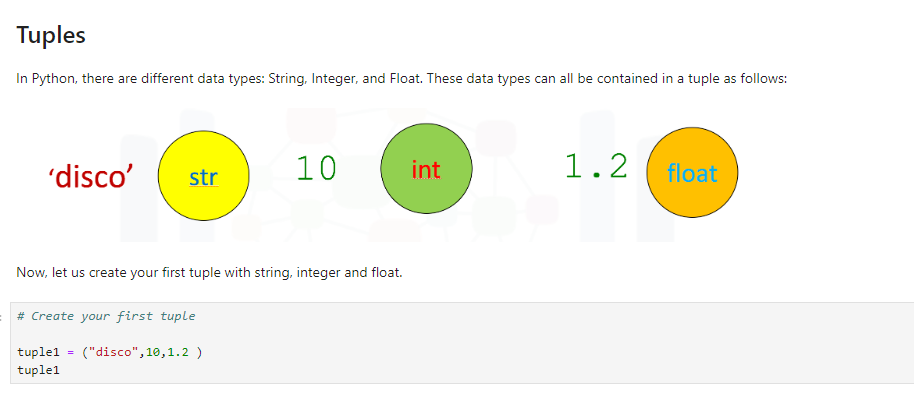 Tuples
In Python, there are different data types: String, Integer, and Float. These data types can all be contained in a tuple as follows:
‘disco’ str 10 int 1.2 float
Now, let us create your first tuple with string, integer and float.
# Create your first tuple
tuple1 = ("disco",10,1.2 )
tuple1